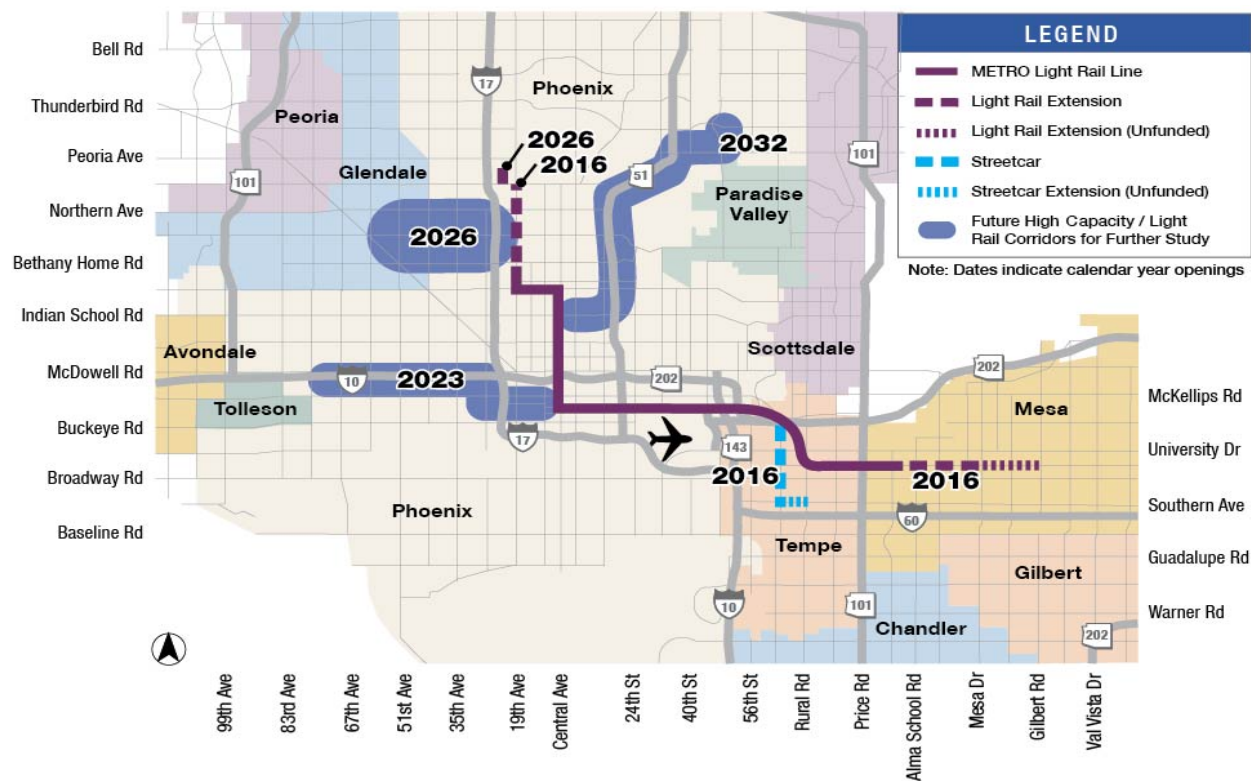 Bell Rd
Thunderbird Rd
Peoria Ave
Northern Ave
Bethany Home Rd
Indian School Rd
McDowell Rd
Buckeye Rd
Broadway Rd
Baseline Rd
Peoria
Glendale
Phoenix
17
101
2026
2016
2032
51
Paradise
Valley
2026
101
Avondale
Tolleson
10
2023
17
202
Scottsdale
143
2016
Phoenix
Tempe
10
101
Chandler
Gilbert
202
60
2016
Mesa
202
LEGEND
METRO Light Rail Line
Light Rail Extension
Light Rail Extension (Unfunded)
Streetcar
Streetcar Extension (Unfunded)
Future High Capacity / Light
Rail Corridors for Further Study
Note: Dates indicate calendar year openings
McKellips Rd
University Dr
Southern Ave
Guadalupe Rd
Warner Rd
99th Ave
83rd Ave
67th Ave
51st Ave
35th Ave
19th Ave
Central Ave
24th St
40th St
56th St
Rural Rd
Price Rd
Alma School Rd
Mesa Dr
Gilbert Rd
Val Vista Dr